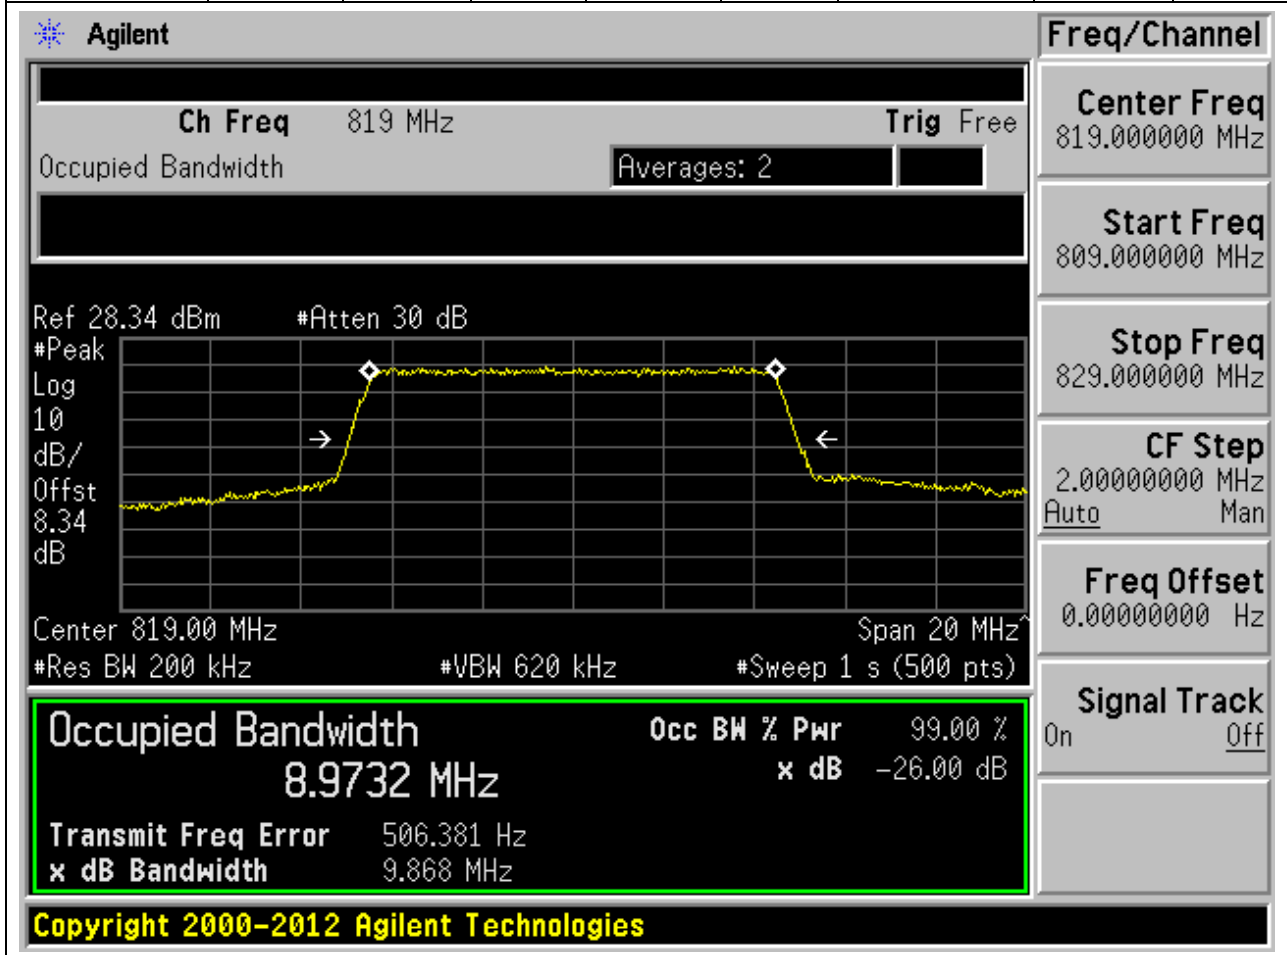 Agilent
Freq/Channel
Ch Freq 819 MHz Trig Free
Occupied Bandwidth Averages: 2
Center Freq
819.000000 MHz
Start Freq
809.000000 MHz
Stop Freq
829.000000 MHz
CF Step
2.00000000 MHz
Auto Man
Freq Offset
0.00000000 Hz
Signal Track
On Off
Ref 28.34 dBm #Atten 30 dB
#Peak
Log
10
dB/
Offst
8.34
dB
Center 819.00 MHz Span 20 MHz^
#Res BW 200 kHz #VBW 620 kHz #Sweep 1 s (500 pts)
Occupied Bandwidth Occ BW % Pwr 99.00 %
8.9732 MHz x dB -26.00 dB
Transmit Freq Error 506.381 Hz
x dB Bandwidth 9.868 MHz
Copyright 2000-2012 Agilent Technologies